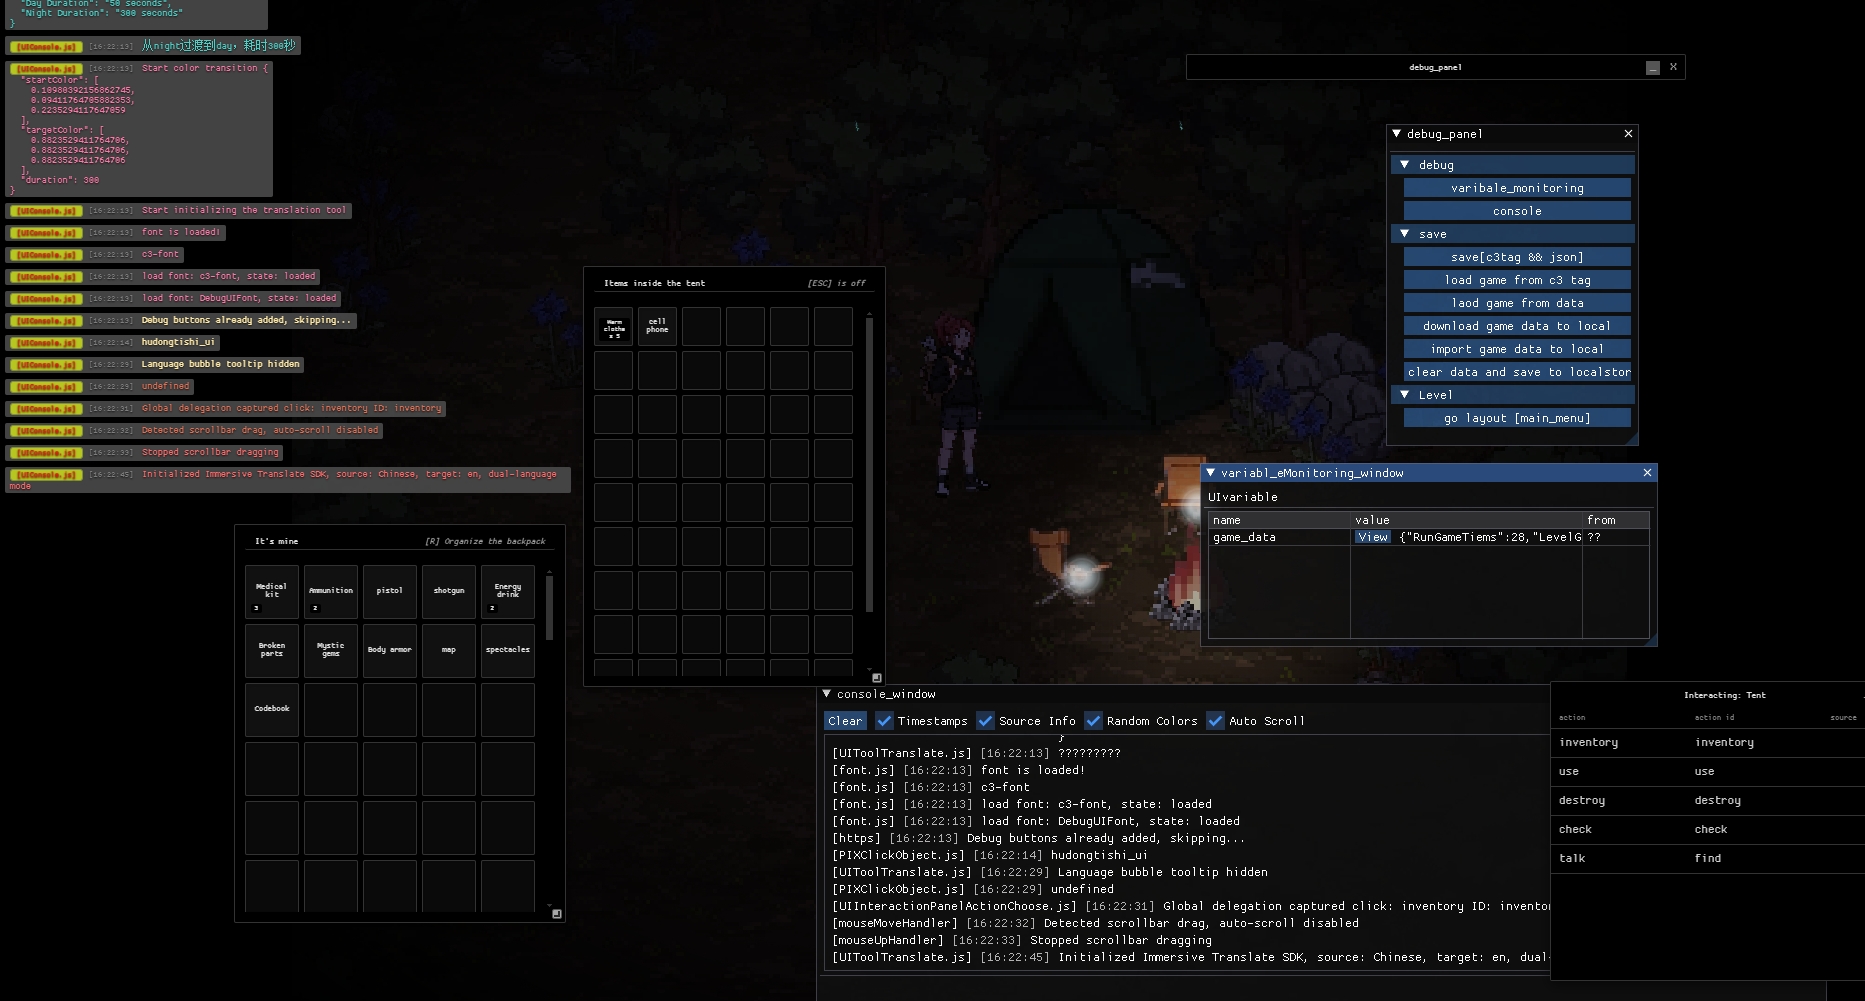 "Day Duration": "50 seconds",
"Night Duration": "300 seconds"
}
[UIConsole.js] [16:22:13] 从night过渡到day，耗时300秒
[UIConsole.js] [16:22:13] Start color transition {
"startColor": [
0.10980392156862745,
0.09411764705882353,
0.2235294117647059
],
"targetColor": [
0.8823529411764706,
0.8823529411764706,
0.8823529411764706
],
"duration": 300
}
[UIConsole.js] [16:22:13] Start initializing the translation tool
[UIConsole.js] [16:22:13] font is loaded!
[UIConsole.js] [16:22:13] c3-font
[UIConsole.js] [16:22:13] load font: c3-font, state: loaded
[UIConsole.js] [16:22:13] load font: DebugUIFont, state: loaded
[UIConsole.js] [16:22:13] Debug buttons already added, skipping...
[UIConsole.js] [16:22:14] hudongtishi_ui
[UIConsole.js] [16:22:29] Language bubble tooltip hidden
[UIConsole.js] [16:22:29] undefined
[UIConsole.js] [16:22:31] Global delegation captured click: inventory ID: inventory
[UIConsole.js] [16:22:32] Detected scrollbar drag, auto-scroll disabled
[UIConsole.js] [16:22:33] Stopped scrollbar dragging
[UIConsole.js] [16:22:45] Initialized Immersive Translate SDK, source: Chinese, target: en, dual-language
mode
debug_panel _ X
debug_panel
debug
varibale_monitoring
console
save
save[c3tag && json]
load game from c3 tag
laod game from data
download game data to local
import game data to local
clear data and save to localstor
Level
go layout [main_menu]
Items inside the tent [ESC] is off
Warm
clothe
x 5
cell
phone
variabl_eMonitoring_window
UIvariable
name value from
game_data View {"RunGameTiems":28,"LevelG ??
It's mine [R] Organize the backpack
Medical
kit
3
Ammunition
2
pistol
shotgun
Energy
drink
2
Broken
parts
Mystic
gems
Body armor
map
spectacles
Codebook
console_window
Clear Timestamps Source Info Random Colors Auto Scroll
}
[UIToolTranslate.js] [16:22:13] ?????????
[font.js] [16:22:13] font is loaded!
[font.js] [16:22:13] c3-font
[font.js] [16:22:13] load font: c3-font, state: loaded
[font.js] [16:22:13] load font: DebugUIFont, state: loaded
[https] [16:22:13] Debug buttons already added, skipping...
[PIXClickObject.js] [16:22:14] hudongtishi_ui
[UIToolTranslate.js] [16:22:29] Language bubble tooltip hidden
[PIXClickObject.js] [16:22:29] undefined
[UIInteractionPanelActionChoose.js] [16:22:31] Global delegation captured click: inventory ID: inventor
[mouseMoveHandler] [16:22:32] Detected scrollbar drag, auto-scroll disabled
[mouseUpHandler] [16:22:33] Stopped scrollbar dragging
[UIToolTranslate.js] [16:22:45] Initialized Immersive Translate SDK, source: Chinese, target: en, dual-
Interacting: Tent
action action id source
inventory inventory
use use
destroy destroy
check check
talk find